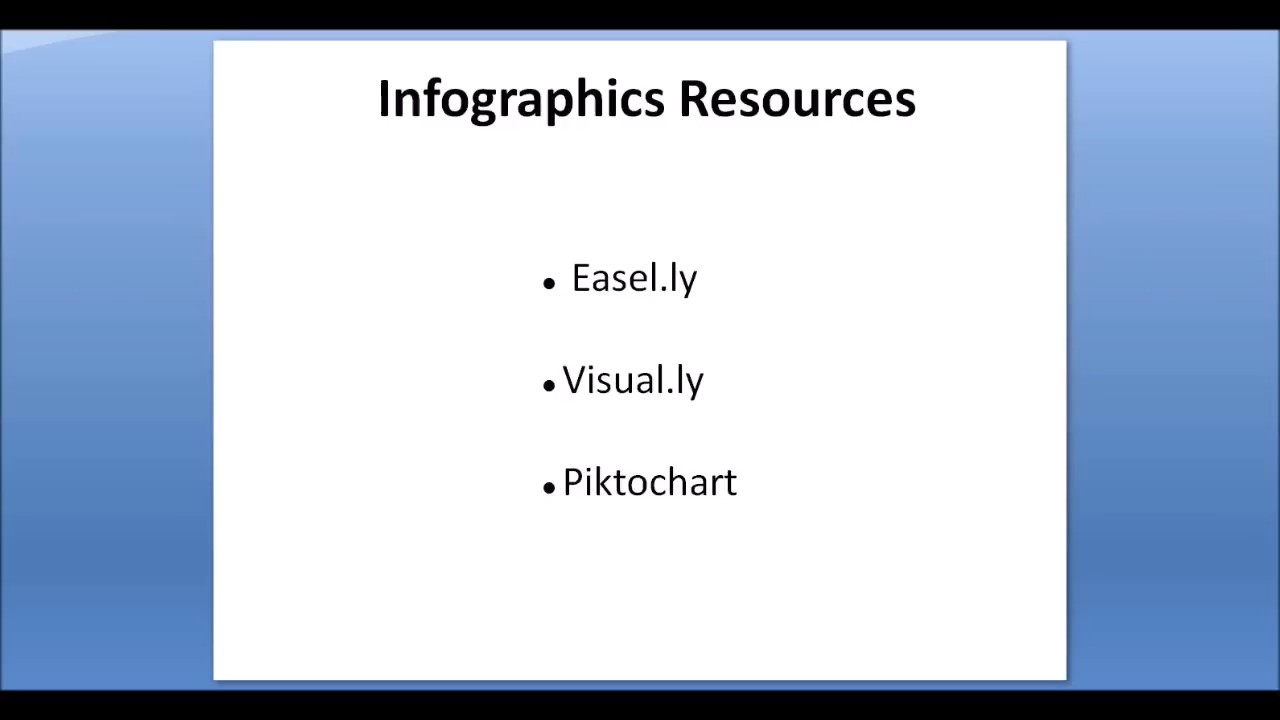 Infographics Resources
• Easel.ly
• Visual.ly
• Piktochart